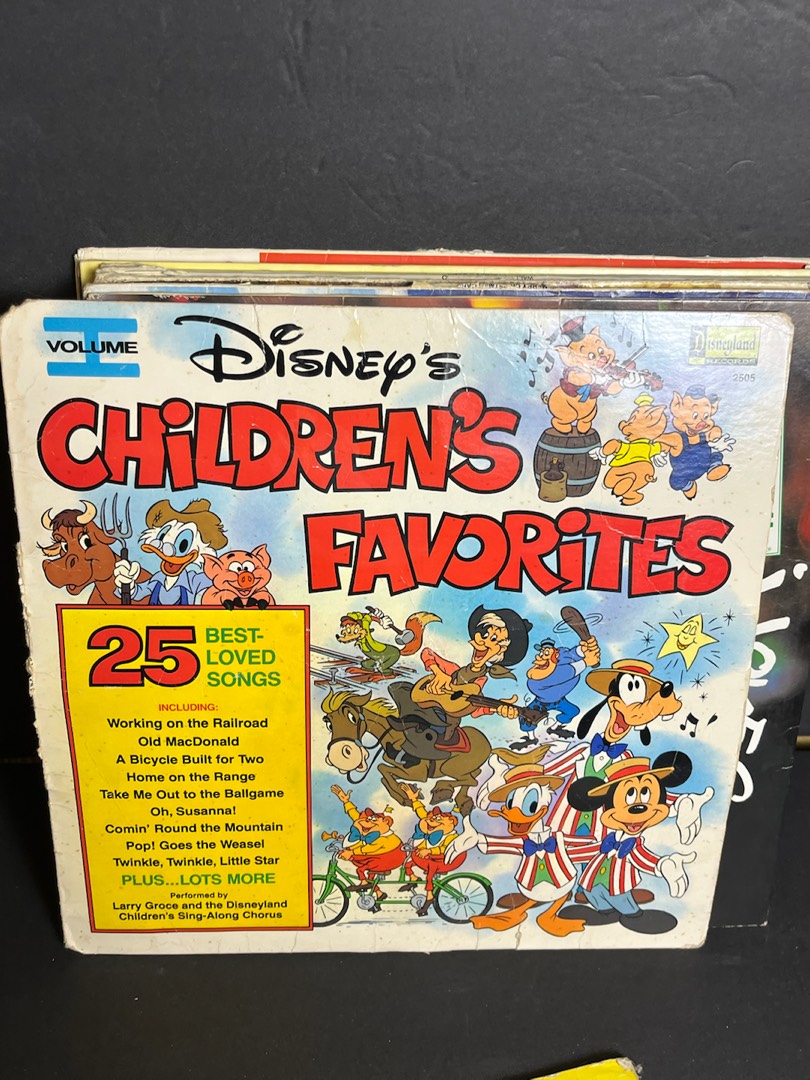 VOLUME
I
DISNEY'S
CHILDREN'S
FAVORITES
Disneyland
RECORDS
2505
25
BEST-
LOVED
SONGS
INCLUDING:
Working on the Railroad
Old MacDonald
A Bicycle Built for Two
Home on the Range
Take Me Out to the Ballgame
Oh, Susanna!
Comin' Round the Mountain
Pop! Goes the Weasel
Twinkle, Twinkle, Little Star
PLUS...LOTS MORE
Performed by
Larry Groce and the Disneyland
Children's Sing-Along Chorus